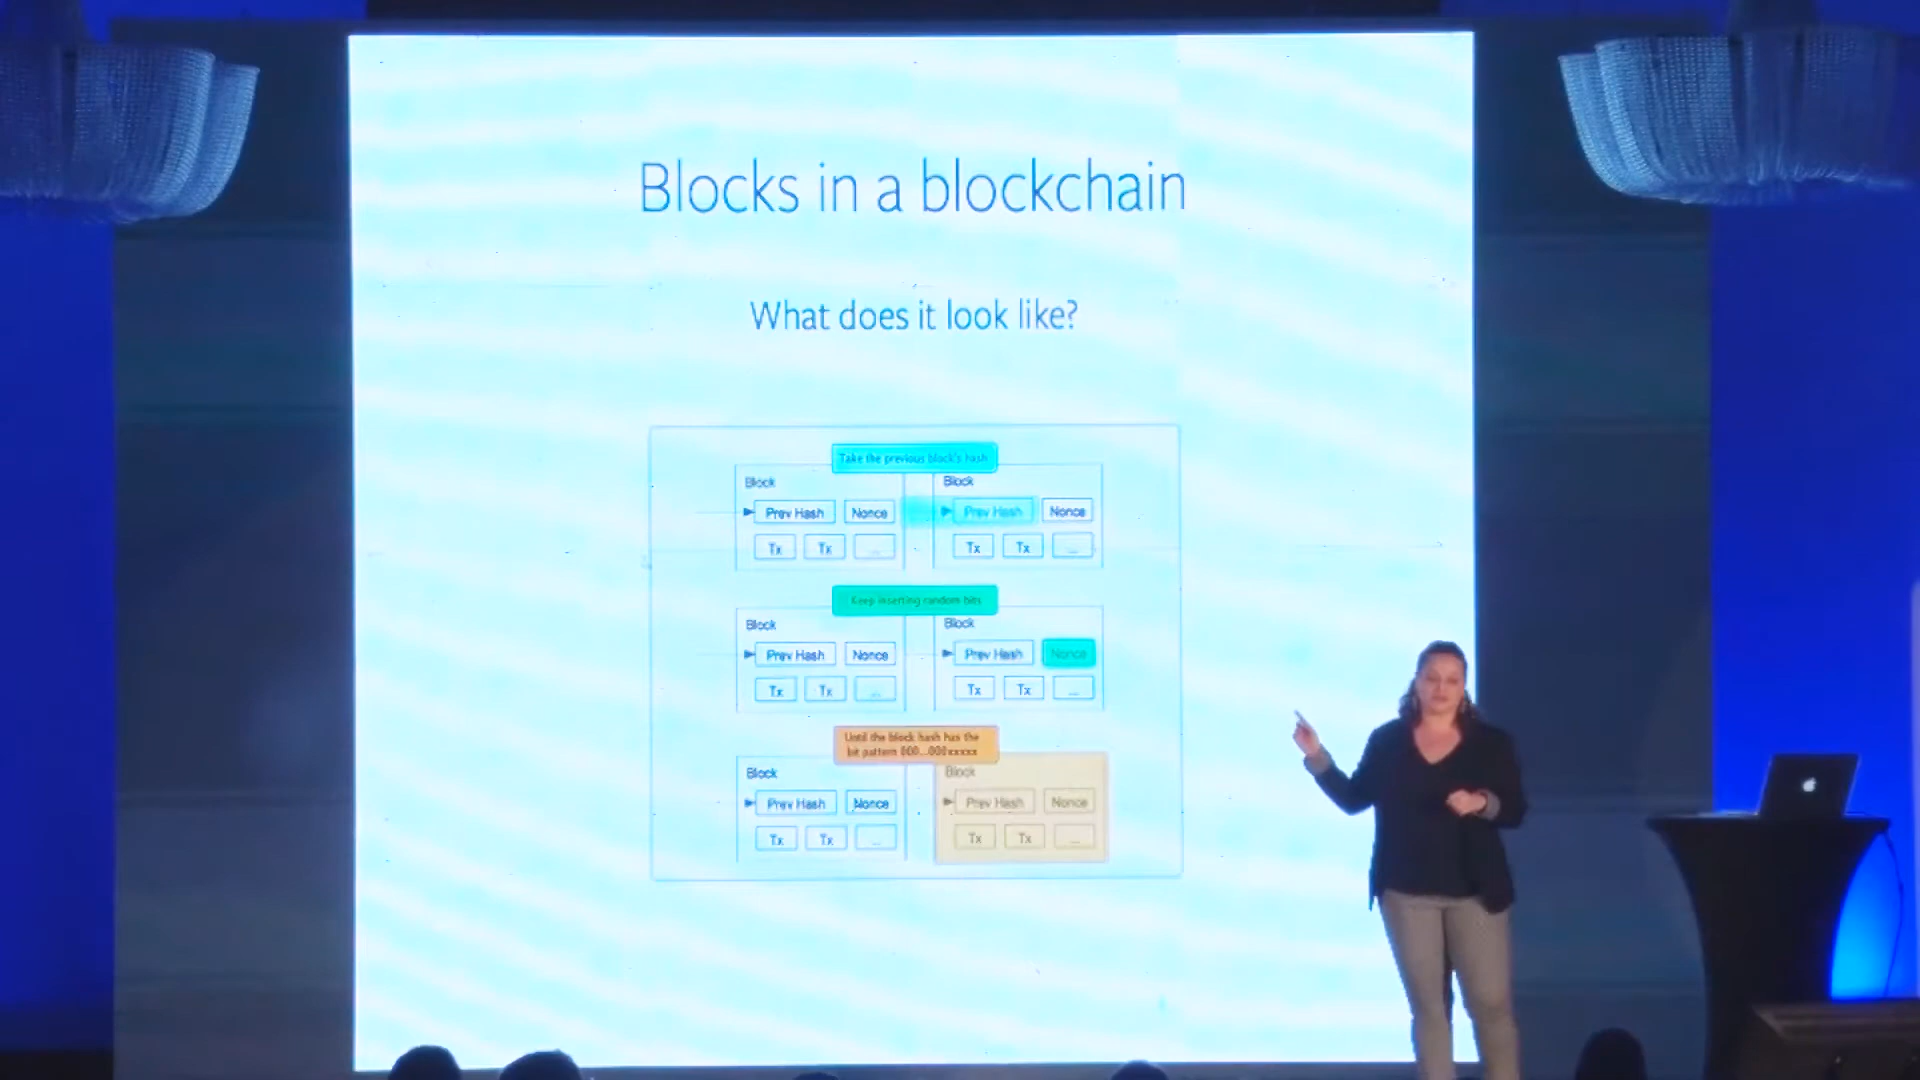 Blocks in a blockchain
What does it look like?
Take the previous block's hash
Block Block
Prev Hash Nonce Prev Hash Nonce
Tx Tx ... Tx Tx ...
Keep inserting random bits
Block Block
Prev Hash Nonce Prev Hash Nonce
Tx Tx ... Tx Tx ...
Until the block hash has the
bit pattern 000...000xxxxx
Block Block
Prev Hash Nonce Prev Hash Nonce
Tx Tx ... Tx Tx ...